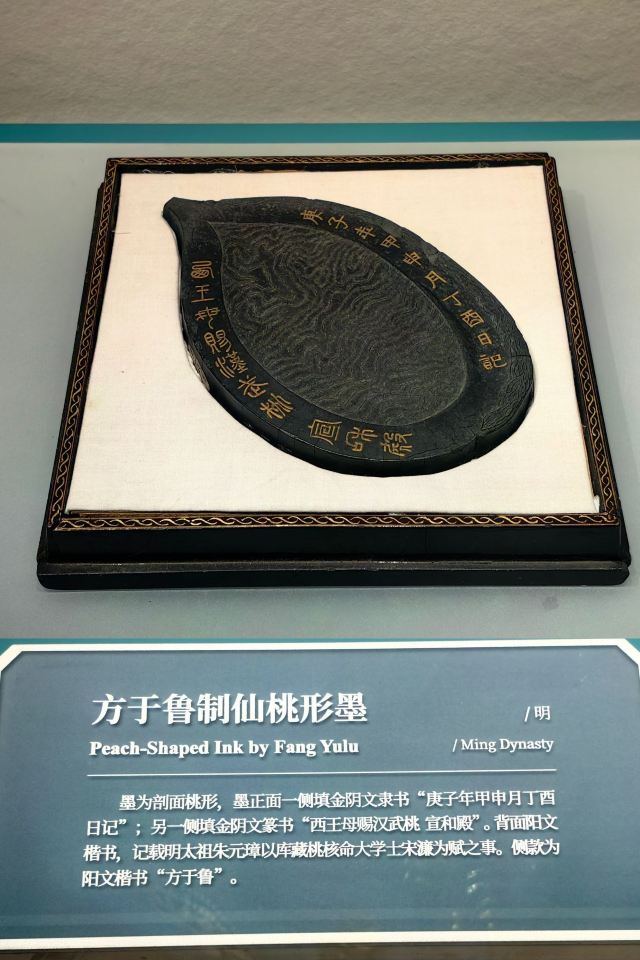 庚子年甲申月丁酉日記
西王母賜漢武桃 宣和殿
方于鲁制仙桃形墨
/ 明
Peach-Shaped Ink by Fang Yulu
/ Ming Dynasty
墨为剖面桃形，墨正面一侧填金阴文隶书“庚子年甲申月丁酉
日记”；另一侧填金阴文篆书“西王母赐汉武桃 宣和殿”。背面阳文
楷书，记载明太祖朱元璋以库藏桃核命大学士宋濂为赋之事。侧款为
阳文楷书“方于鲁”。